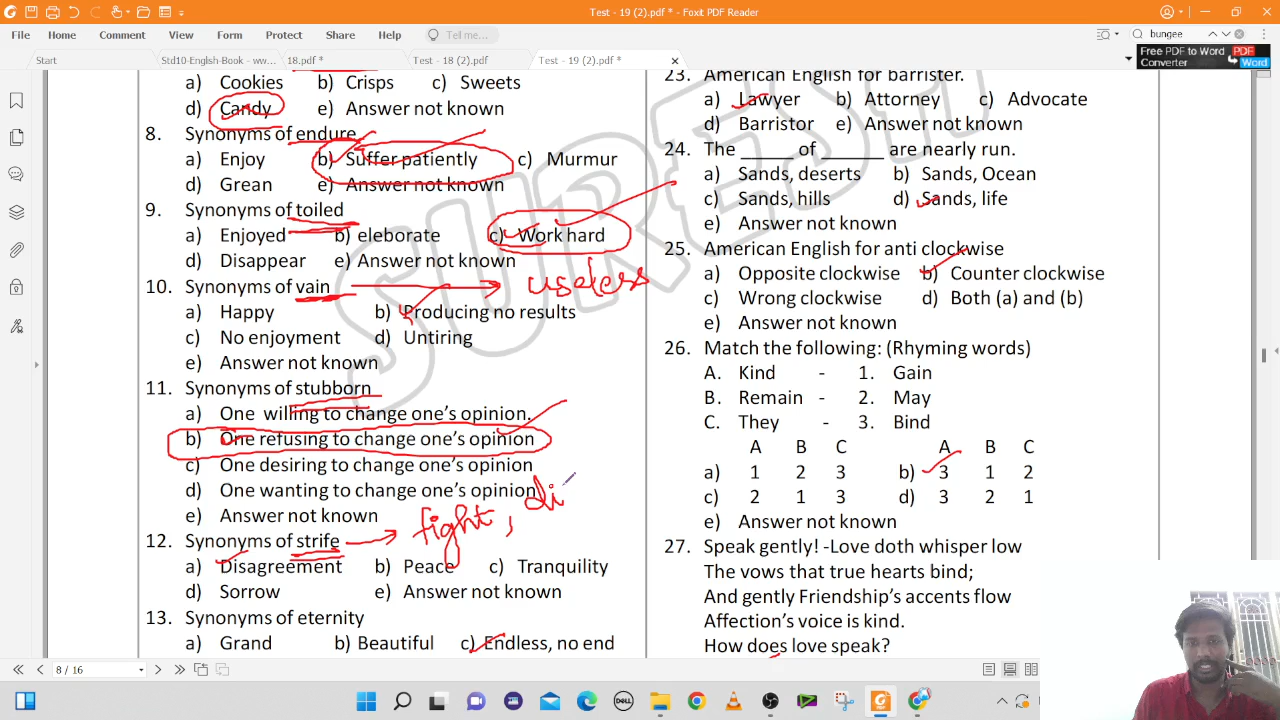 Test - 19 (2).pdf * - Foxit PDF Reader
File Home Comment View Form Protect Share Help Tell me... bungee
Free PDF to Word Converter PDF Word
Start Std10-English-Book - ww... 18.pdf * Test - 18 (2).pdf Test - 19 (2).pdf *
a) Cookies b) Crisps c) Sweets
d) Candy e) Answer not known
8. Synonyms of endure
a) Enjoy b) Suffer patiently c) Murmur
d) Grean e) Answer not known
9. Synonyms of toiled
a) Enjoyed b) eleborate c) Work hard
d) Disappear e) Answer not known
10. Synonyms of vain useless
a) Happy b) Producing no results
c) No enjoyment d) Untiring
e) Answer not known
11. Synonyms of stubborn
a) One willing to change one's opinion.
b) One refusing to change one's opinion
c) One desiring to change one's opinion
d) One wanting to change one's opinion
e) Answer not known
12. Synonyms of strife fight, di
a) Disagreement b) Peace c) Tranquility
d) Sorrow e) Answer not known
13. Synonyms of eternity
a) Grand b) Beautiful c) Endless, no end
23. American English for barrister.
a) Lawyer b) Attorney c) Advocate
d) Barristor e) Answer not known
24. The _____ of ______ are nearly run.
a) Sands, deserts b) Sands, Ocean
c) Sands, hills d) Sands, life
e) Answer not known
25. American English for anti clockwise
a) Opposite clockwise b) Counter clockwise
c) Wrong clockwise d) Both (a) and (b)
e) Answer not known
26. Match the following: (Rhyming words)
A. Kind - 1. Gain
B. Remain - 2. May
C. They - 3. Bind
A B C A B C
a) 1 2 3 b) 3 1 2
c) 2 1 3 d) 3 2 1
e) Answer not known
27. Speak gently! -Love doth whisper low
The vows that true hearts bind;
And gently Friendship's accents flow
Affection's voice is kind.
How does love speak?
SURESH
8 / 16